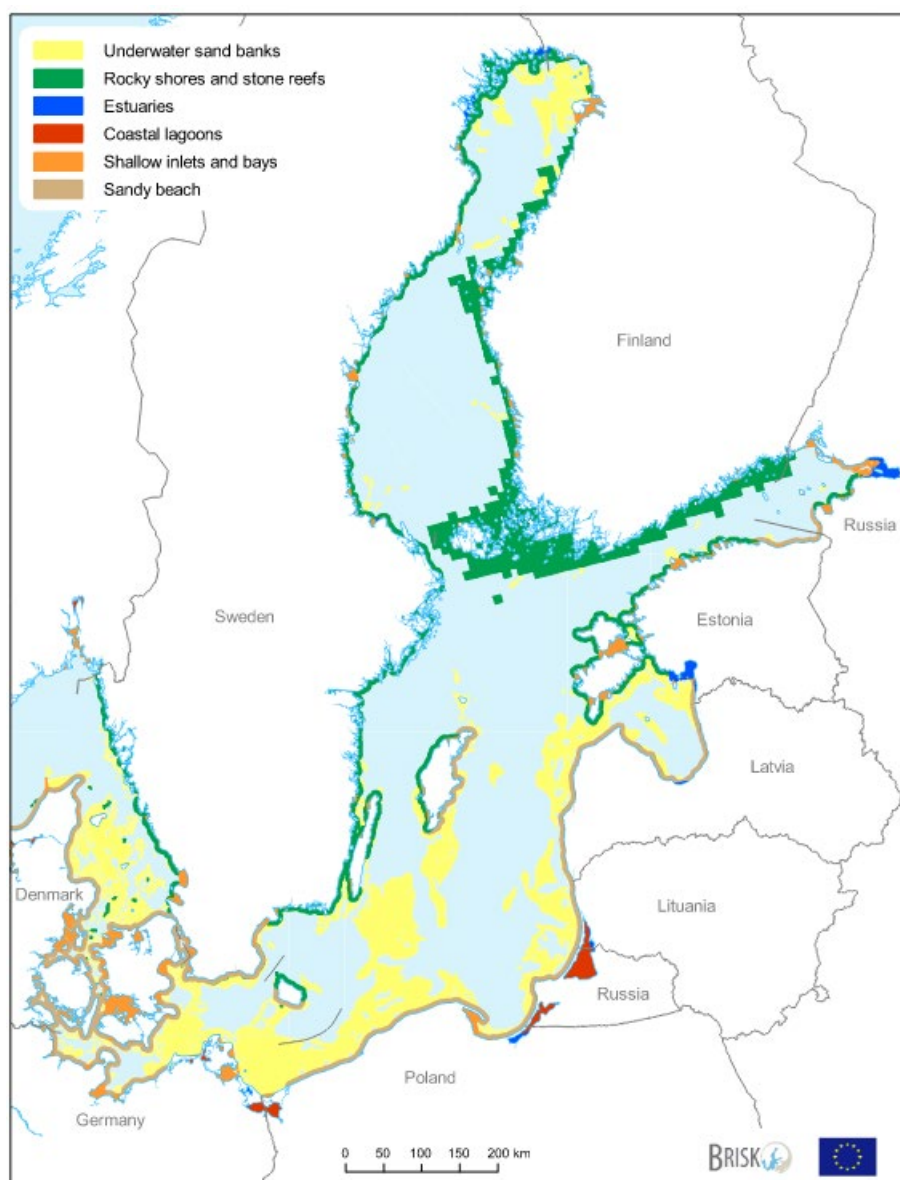 Underwater sand banks
Rocky shores and stone reefs
Estuaries
Coastal lagoons
Shallow inlets and bays
Sandy beach
Finland
Russia
Sweden
Estonia
Latvia
Denmark
Lituania
Russia
Poland
Germany
0 50 100 200 km
BRISK